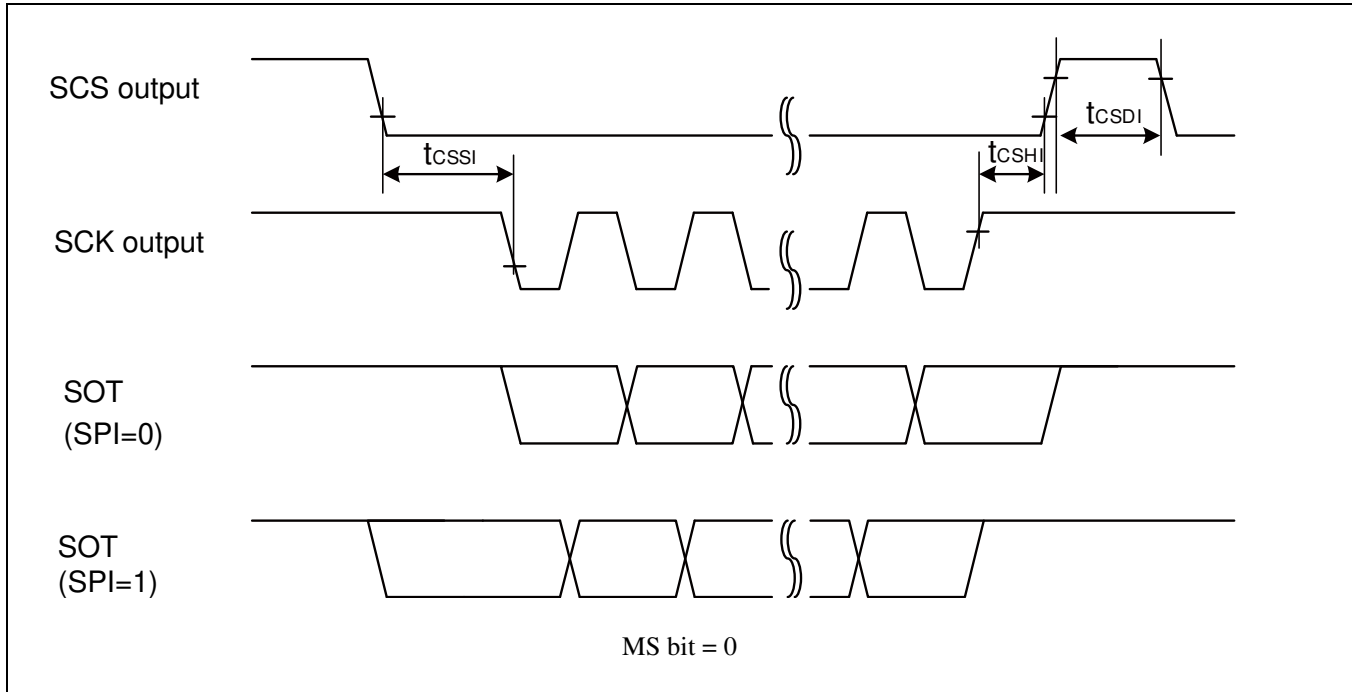 SCS output
tCSDI
tCSSI
tCSHI
SCK output
SOT
(SPI=0)
SOT
(SPI=1)
MS bit = 0